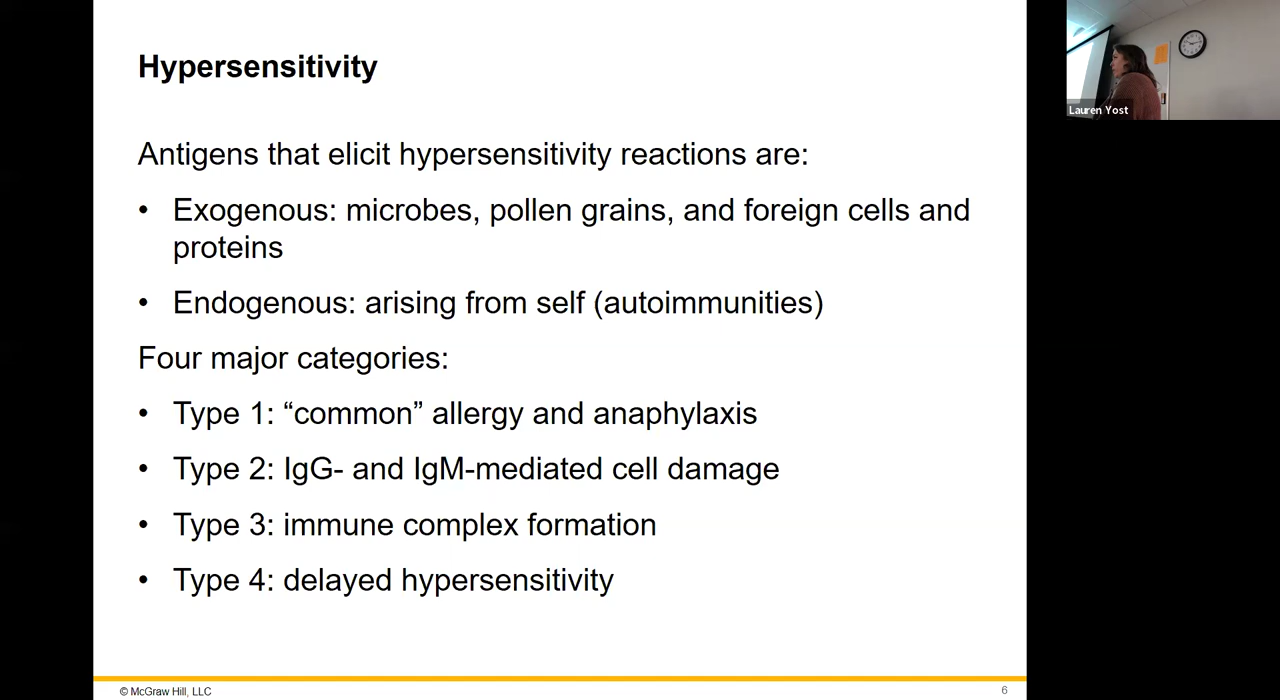 Hypersensitivity
Antigens that elicit hypersensitivity reactions are:
• Exogenous: microbes, pollen grains, and foreign cells and
proteins
• Endogenous: arising from self (autoimmunities)
Four major categories:
• Type 1: “common” allergy and anaphylaxis
• Type 2: IgG- and IgM-mediated cell damage
• Type 3: immune complex formation
• Type 4: delayed hypersensitivity
© McGraw Hill, LLC
6
Lauren Yost